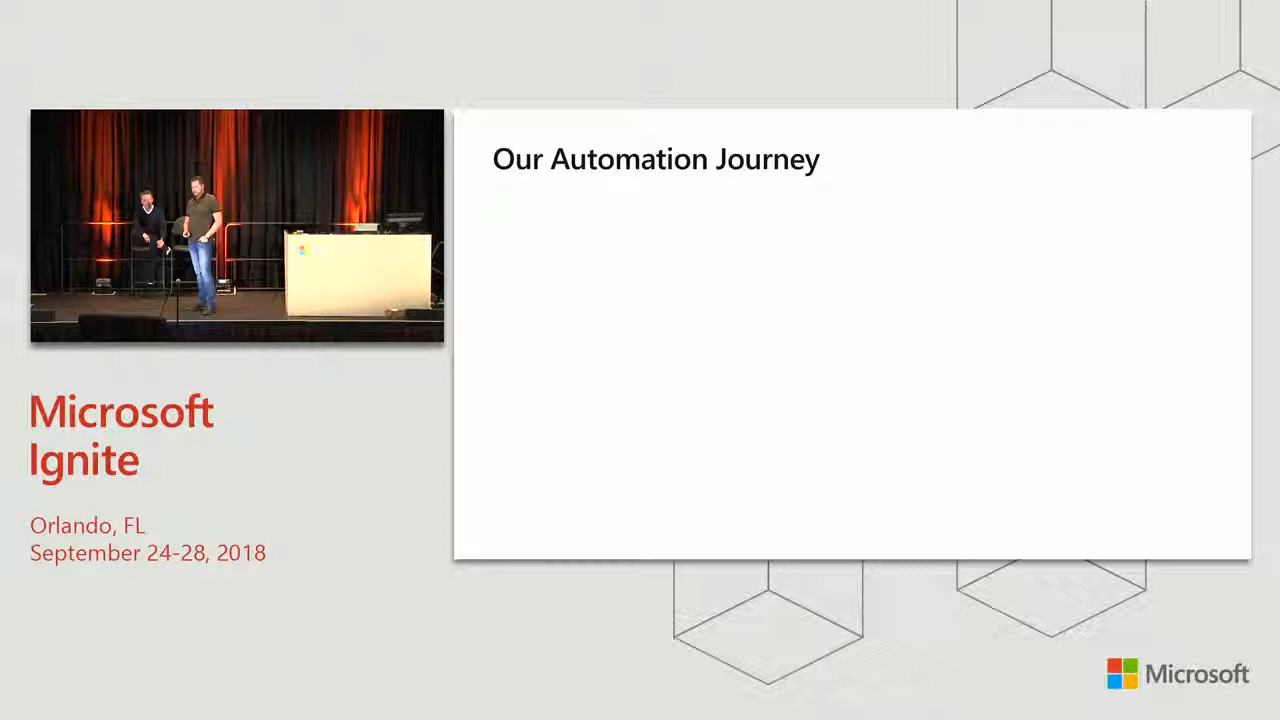 Our Automation Journey
Microsoft
Ignite
Orlando, FL
September 24-28, 2018
Microsoft